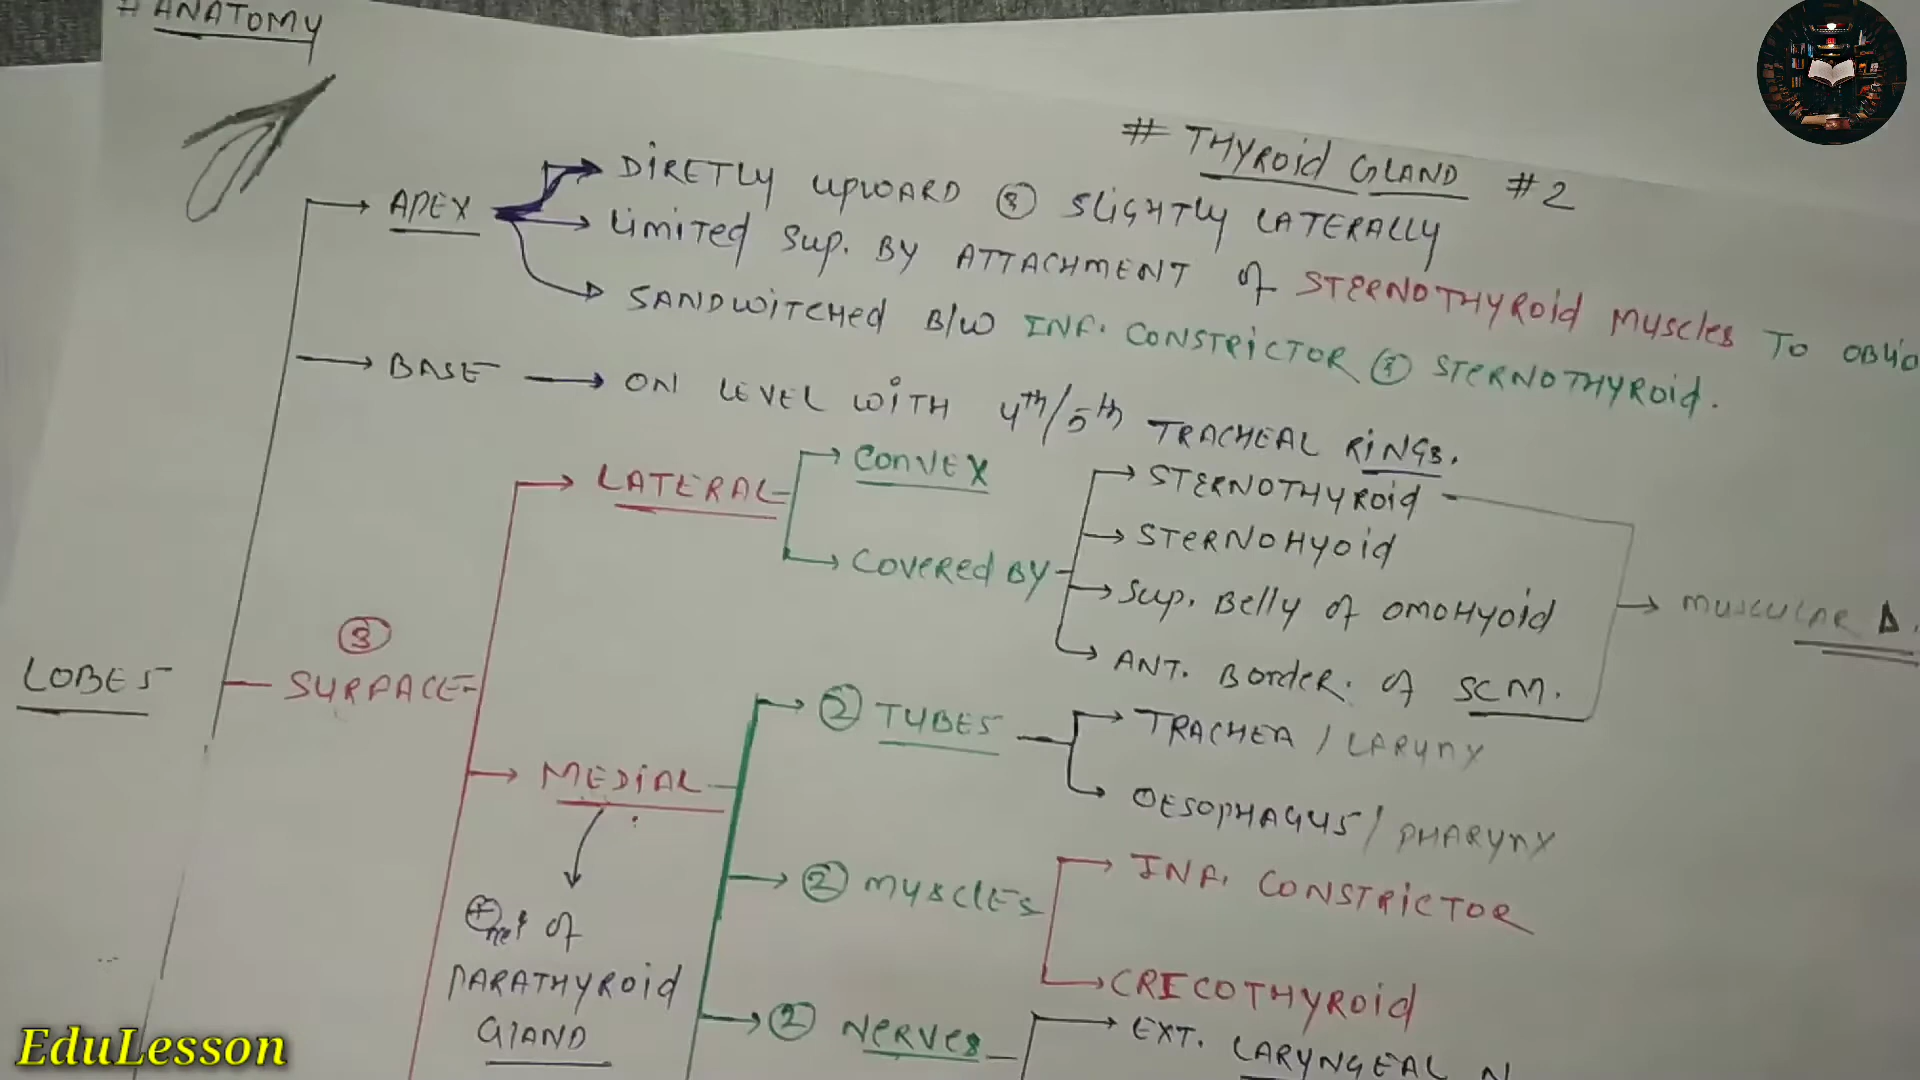 # ANATOMY
# THYROID GLAND #2
APEX
DIRETLY UPWARD & SLIGHTLY LATERALLY
LIMITED SUP. BY ATTACHMENT OF STERNOTHYROID MUSCLES TO
SANDWITCHED B/W INF. CONSTRICTOR & STERNOTHYROID.
BASE
ON LEVEL WITH 4th/5th TRACHEAL RINGS.
LATERAL
CONVEX
COVERED BY
STERNOTHYROID
STERNOHYOID
SUP. BELLY OF OMOHYOID
ANT. BORDER. OF SCM.
MUSCULAR Δ.
LOBES
3
SURFACE
MEDIAL
2 TUBES
TRACHEA / LARYNX
OESOPHAGUS / PHARYNX
2 MUSCLES
INF. CONSTRICTOR
CRICOTHYROID
OF
PARATHYROID
GLAND
2 NERVES
EXT. LARYNGEAL N
EduLesson